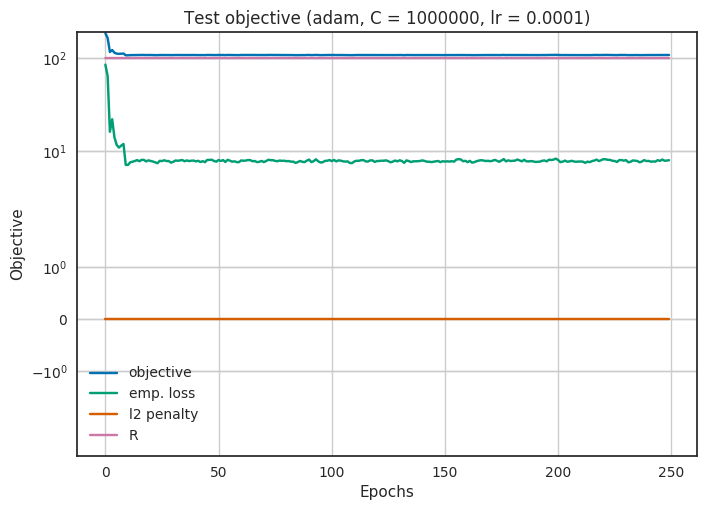 Test objective (adam, C = 1000000, lr = 0.0001)
Objective
10²
10¹
10⁰
0
−10⁰
objective
emp. loss
l2 penalty
R
0 50 100 150 200 250
Epochs